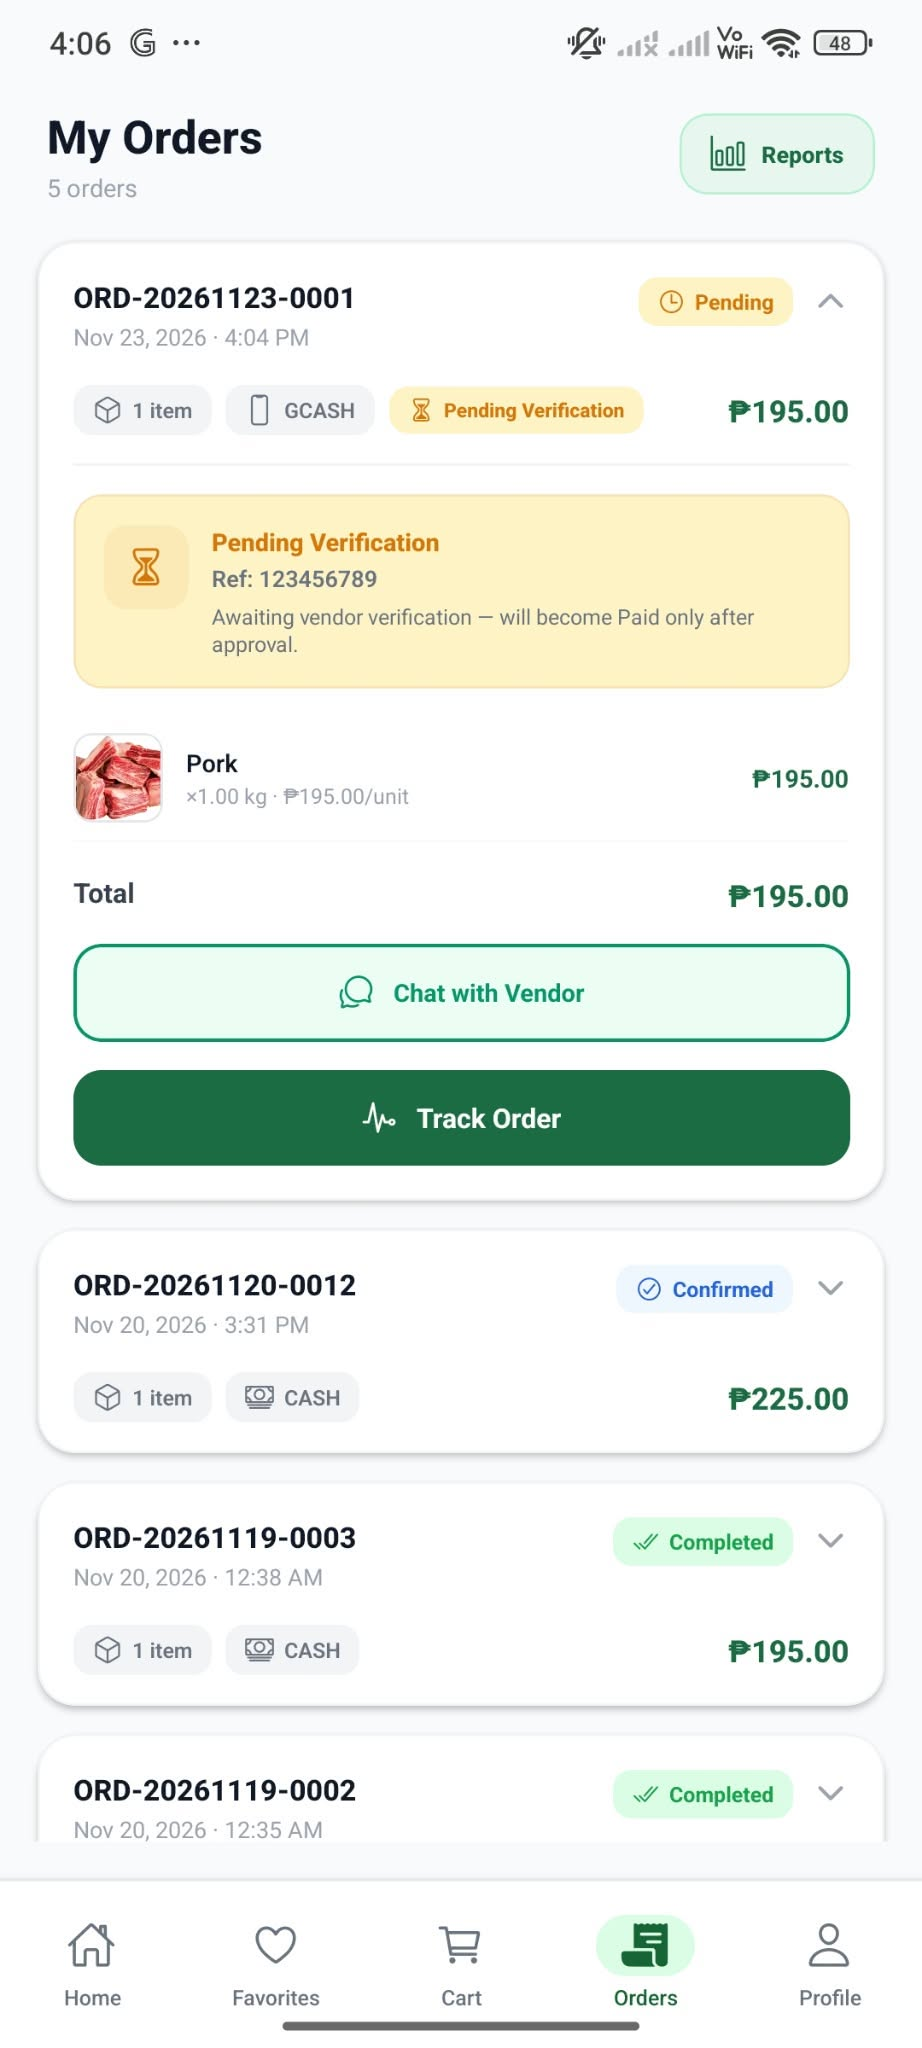 4:06
Vo
WiFi
48
My Orders
5 orders
Reports
ORD-20261123-0001
Pending
Nov 23, 2026 · 4:04 PM
1 item
GCASH
Pending Verification
₱195.00
Pending Verification
Ref: 123456789
Awaiting vendor verification — will become Paid only after
approval.
Pork
×1.00 kg · ₱195.00/unit
₱195.00
Total
₱195.00
Chat with Vendor
Track Order
ORD-20261120-0012
Confirmed
Nov 20, 2026 · 3:31 PM
1 item
CASH
₱225.00
ORD-20261119-0003
Completed
Nov 20, 2026 · 12:38 AM
1 item
CASH
₱195.00
ORD-20261119-0002
Completed
Nov 20, 2026 · 12:35 AM
Home
Favorites
Cart
Orders
Profile